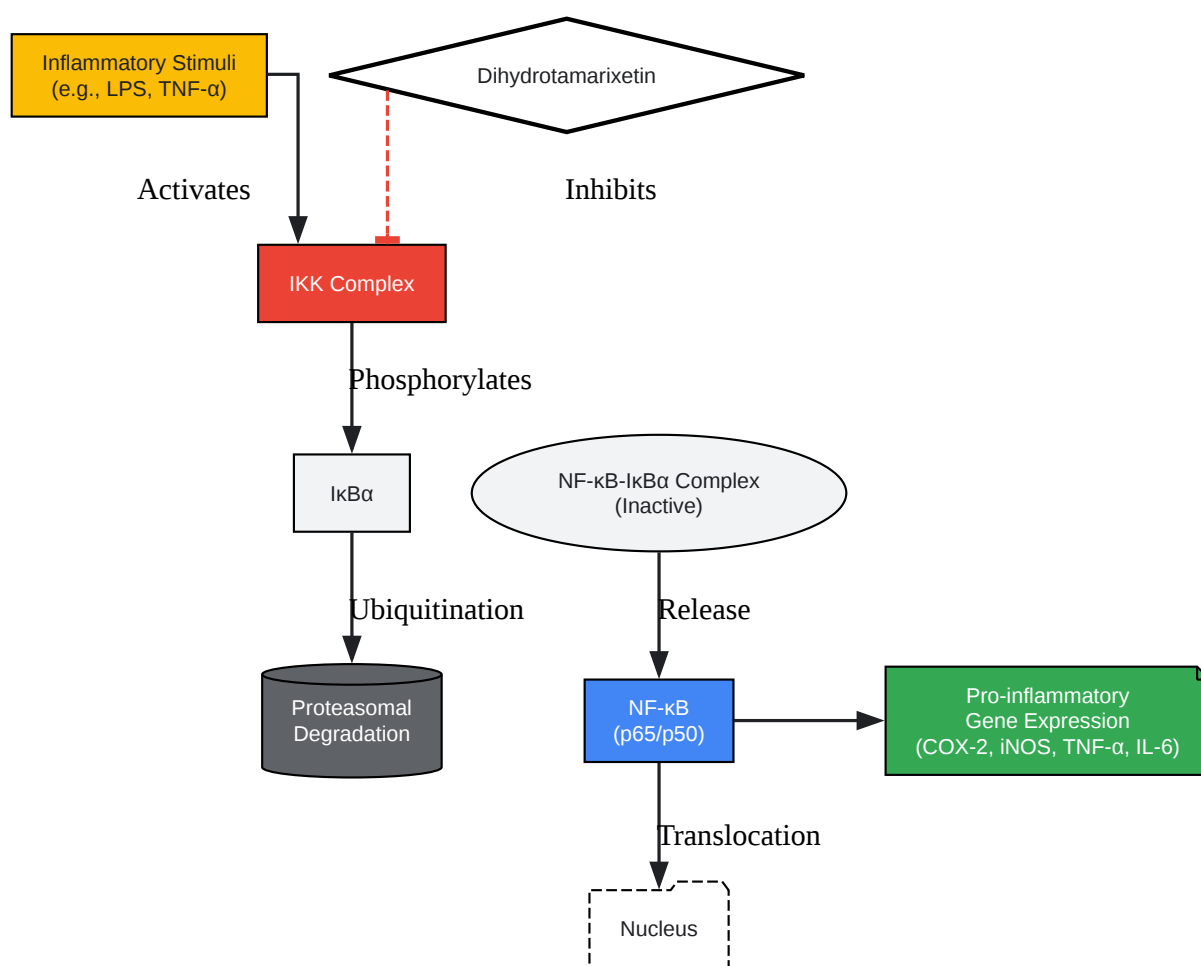 Inflammatory Stimuli
(e.g., LPS, TNF-α)
Dihydrotamarixetin
Activates
Inhibits
IKK Complex
Phosphorylates
IκBα
NF-κB-IκBα Complex
(Inactive)
Ubiquitination
Release
Proteasomal
Degradation
NF-κB
(p65/p50)
Pro-inflammatory
Gene Expression
(COX-2, iNOS, TNF-α, IL-6)
Translocation
Nucleus